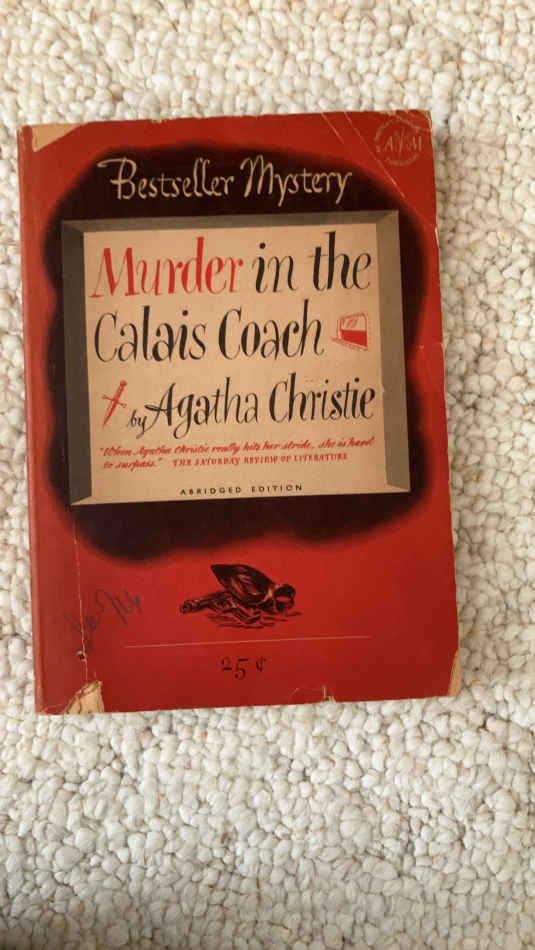 AMM
Bestseller Mystery
Murder in the
Calais Coach
by Agatha Christie
"When Agatha Christie really hits her stride, she is hard
to surpass." THE SATURDAY REVIEW OF LITERATURE
ABRIDGED EDITION
25¢